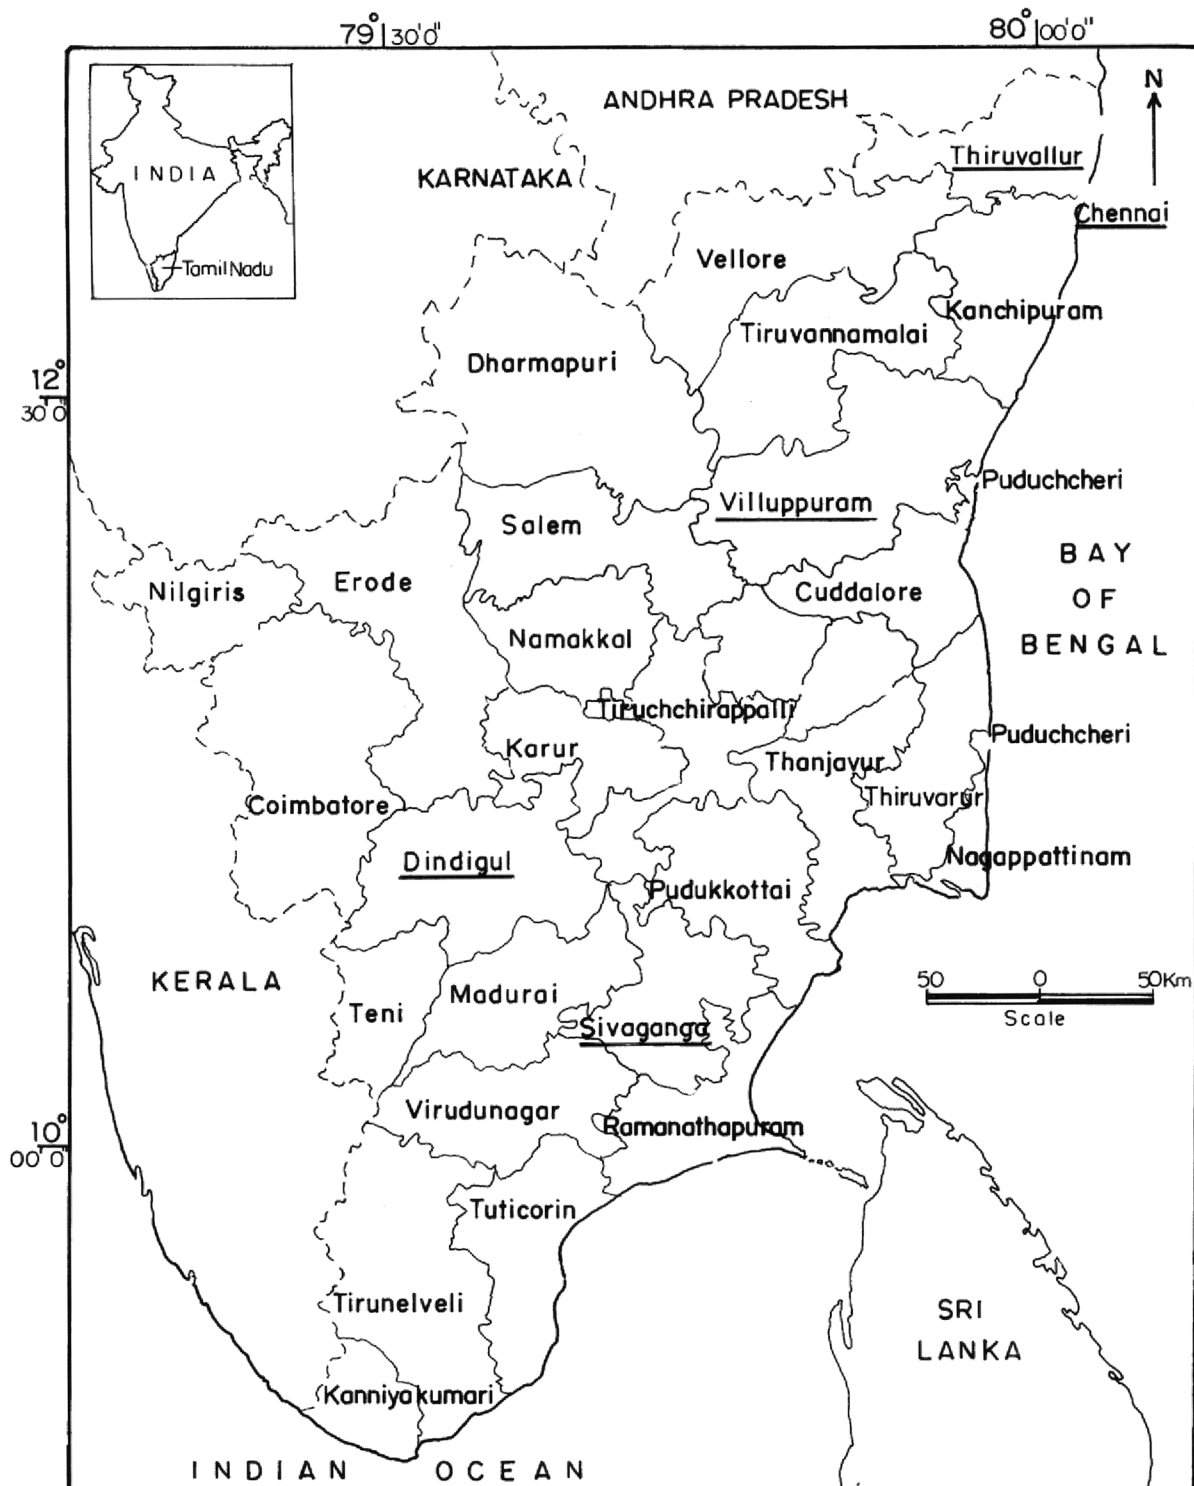 79°30'0"
80°00'0"
ANDHRA PRADESH
N
Thiruvallur
INDIA
KARNATAKA
Chennai
Vellore
Tamil Nadu
Kanchipuram
Tiruvannamalai
Dharmapuri
12°
30'0"
Puduchcheri
Villuppuram
Salem
BAY
OF
BENGAL
Erode
Nilgiris
Cuddalore
Namakkal
Tiruchchirappalli
Puduchcheri
Karur
Thanjavur
Thiruvarur
Coimbatore
Nagappattinam
Dindigul
Pudukkottai
KERALA
50 0 50Km
Scale
Madurai
Teni
Sivaganga
Virudunagar
Ramanathapuram
10°
00'0"
Tuticorin
Tirunelveli
SRI
LANKA
Kanniyakumari
INDIAN OCEAN